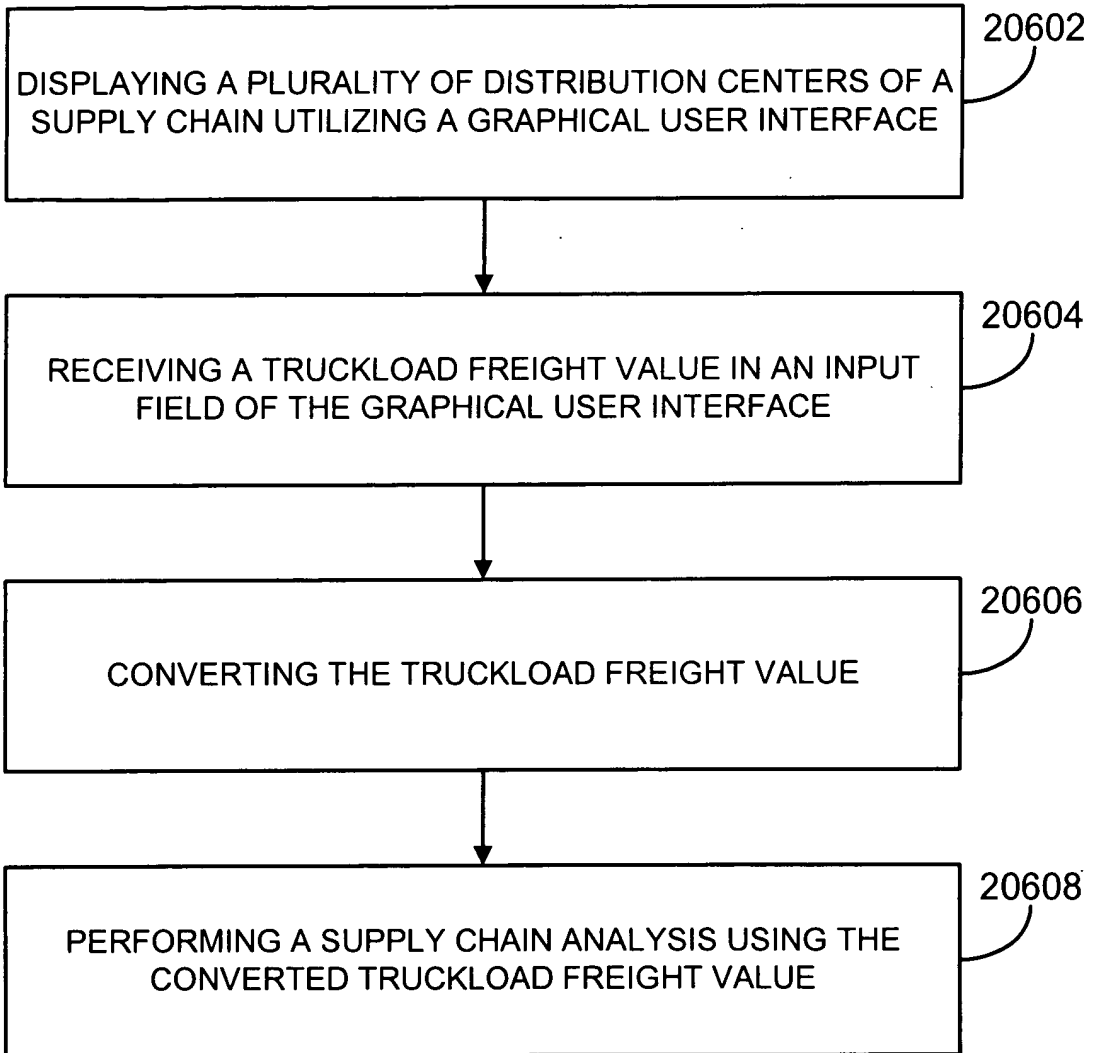 20602
DISPLAYING A PLURALITY OF DISTRIBUTION CENTERS OF A
SUPPLY CHAIN UTILIZING A GRAPHICAL USER INTERFACE
20604
RECEIVING A TRUCKLOAD FREIGHT VALUE IN AN INPUT
FIELD OF THE GRAPHICAL USER INTERFACE
20606
CONVERTING THE TRUCKLOAD FREIGHT VALUE
20608
PERFORMING A SUPPLY CHAIN ANALYSIS USING THE
CONVERTED TRUCKLOAD FREIGHT VALUE